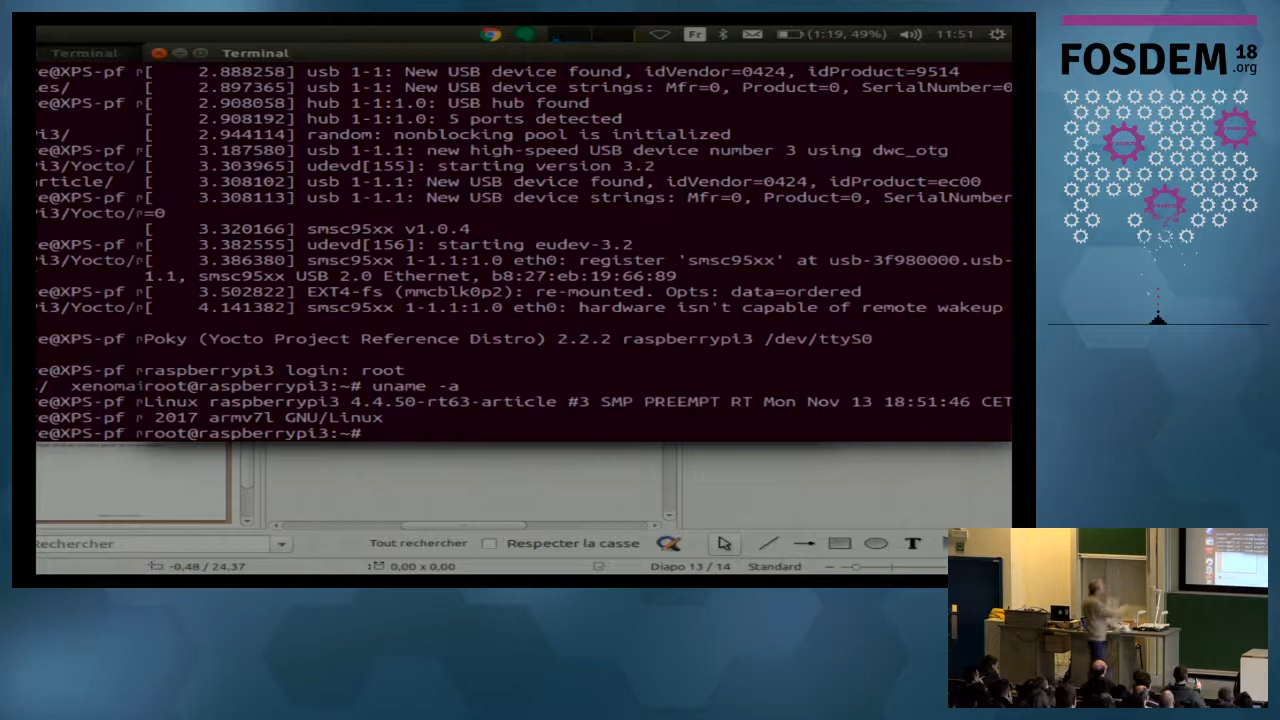 (1:19, 49%)
Fr
11:51
Terminal
Terminal
FOSDEM 18
.org
e@XPS-pf [ 2.888258] usb 1-1: New USB device found, idVendor=0424, idProduct=9514
es/ [ 2.897365] usb 1-1: New USB device strings: Mfr=0, Product=0, SerialNumber=0
e@XPS-pf [ 2.908058] hub 1-1:1.0: USB hub found
[ 2.908192] hub 1-1:1.0: 5 ports detected
i3/ [ 2.944114] random: nonblocking pool is initialized
e@XPS-pf [ 3.187580] usb 1-1.1: new high-speed USB device number 3 using dwc_otg
i3/Yocto/ [ 3.303965] udevd[155]: starting version 3.2
rticle/ [ 3.308102] usb 1-1.1: New USB device found, idVendor=0424, idProduct=ec00
e@XPS-pf [ 3.308113] usb 1-1.1: New USB device strings: Mfr=0, Product=0, SerialNumber
i3/Yocto/ =0
[ 3.320166] smsc95xx v1.0.4
e@XPS-pf [ 3.382555] udevd[156]: starting eudev-3.2
i3/Yocto/ [ 3.386380] smsc95xx 1-1.1:1.0 eth0: register 'smsc95xx' at usb-3f980000.usb-
1.1, smsc95xx USB 2.0 Ethernet, b8:27:eb:19:66:89
e@XPS-pf [ 3.502822] EXT4-fs (mmcblk0p2): re-mounted. Opts: data=ordered
i3/Yocto/ [ 4.141382] smsc95xx 1-1.1:1.0 eth0: hardware isn't capable of remote wakeup
e@XPS-pf Poky (Yocto Project Reference Distro) 2.2.2 raspberrypi3 /dev/ttyS0
e@XPS-pf raspberrypi3 login: root
/ xenomai root@raspberrypi3:~# uname -a
e@XPS-pf Linux raspberrypi3 4.4.50-rt63-article #3 SMP PREEMPT RT Mon Nov 13 18:51:46 CET
e@XPS-pf 2017 armv7l GNU/Linux
e@XPS-pf root@raspberrypi3:~#
Rechercher
Tout rechercher
Respecter la casse
T
-0,48 / 24,37
0,00 x 0,00
Diapo 13 / 14
Standard